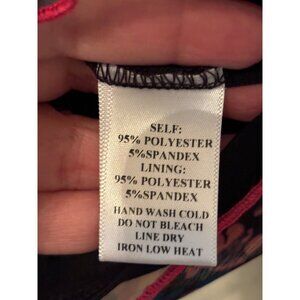 SELF:
95% POLYESTER
5%SPANDEX
LINING:
95% POLYESTER
5%SPANDEX
HAND WASH COLD
DO NOT BLEACH
LINE DRY
IRON LOW HEAT